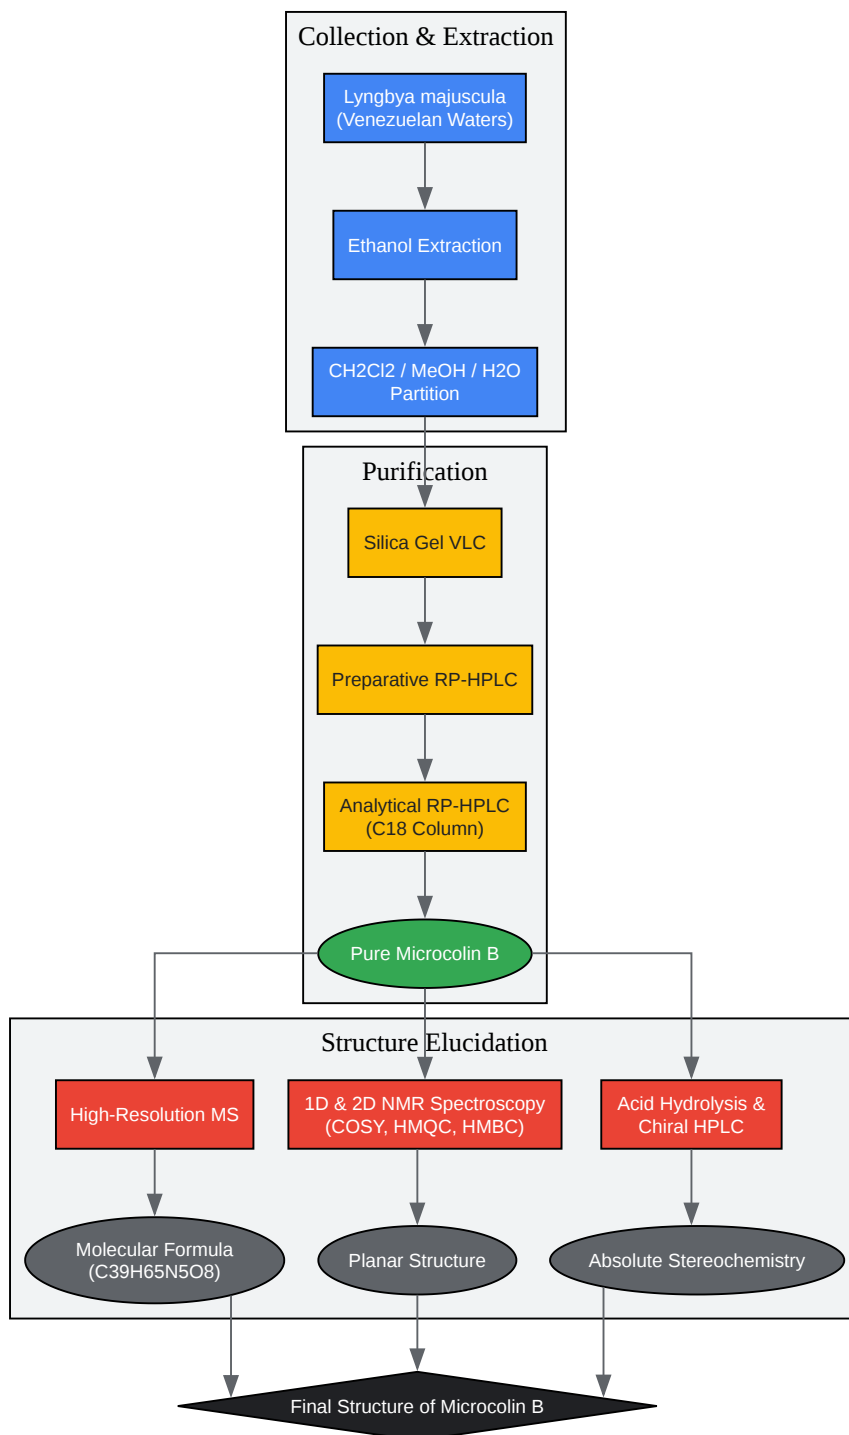 Collection & Extraction
Lyngbya majuscula
(Venezuelan Waters)
Ethanol Extraction
CH2Cl2 / MeOH / H2O
Partition
Purification
Silica Gel VLC
Preparative RP-HPLC
Analytical RP-HPLC
(C18 Column)
Pure Microcolin B
Structure Elucidation
High-Resolution MS
1D & 2D NMR Spectroscopy
(COSY, HMQC, HMBC)
Acid Hydrolysis &
Chiral HPLC
Molecular Formula
(C39H65N5O8)
Planar Structure
Absolute Stereochemistry
Final Structure of Microcolin B